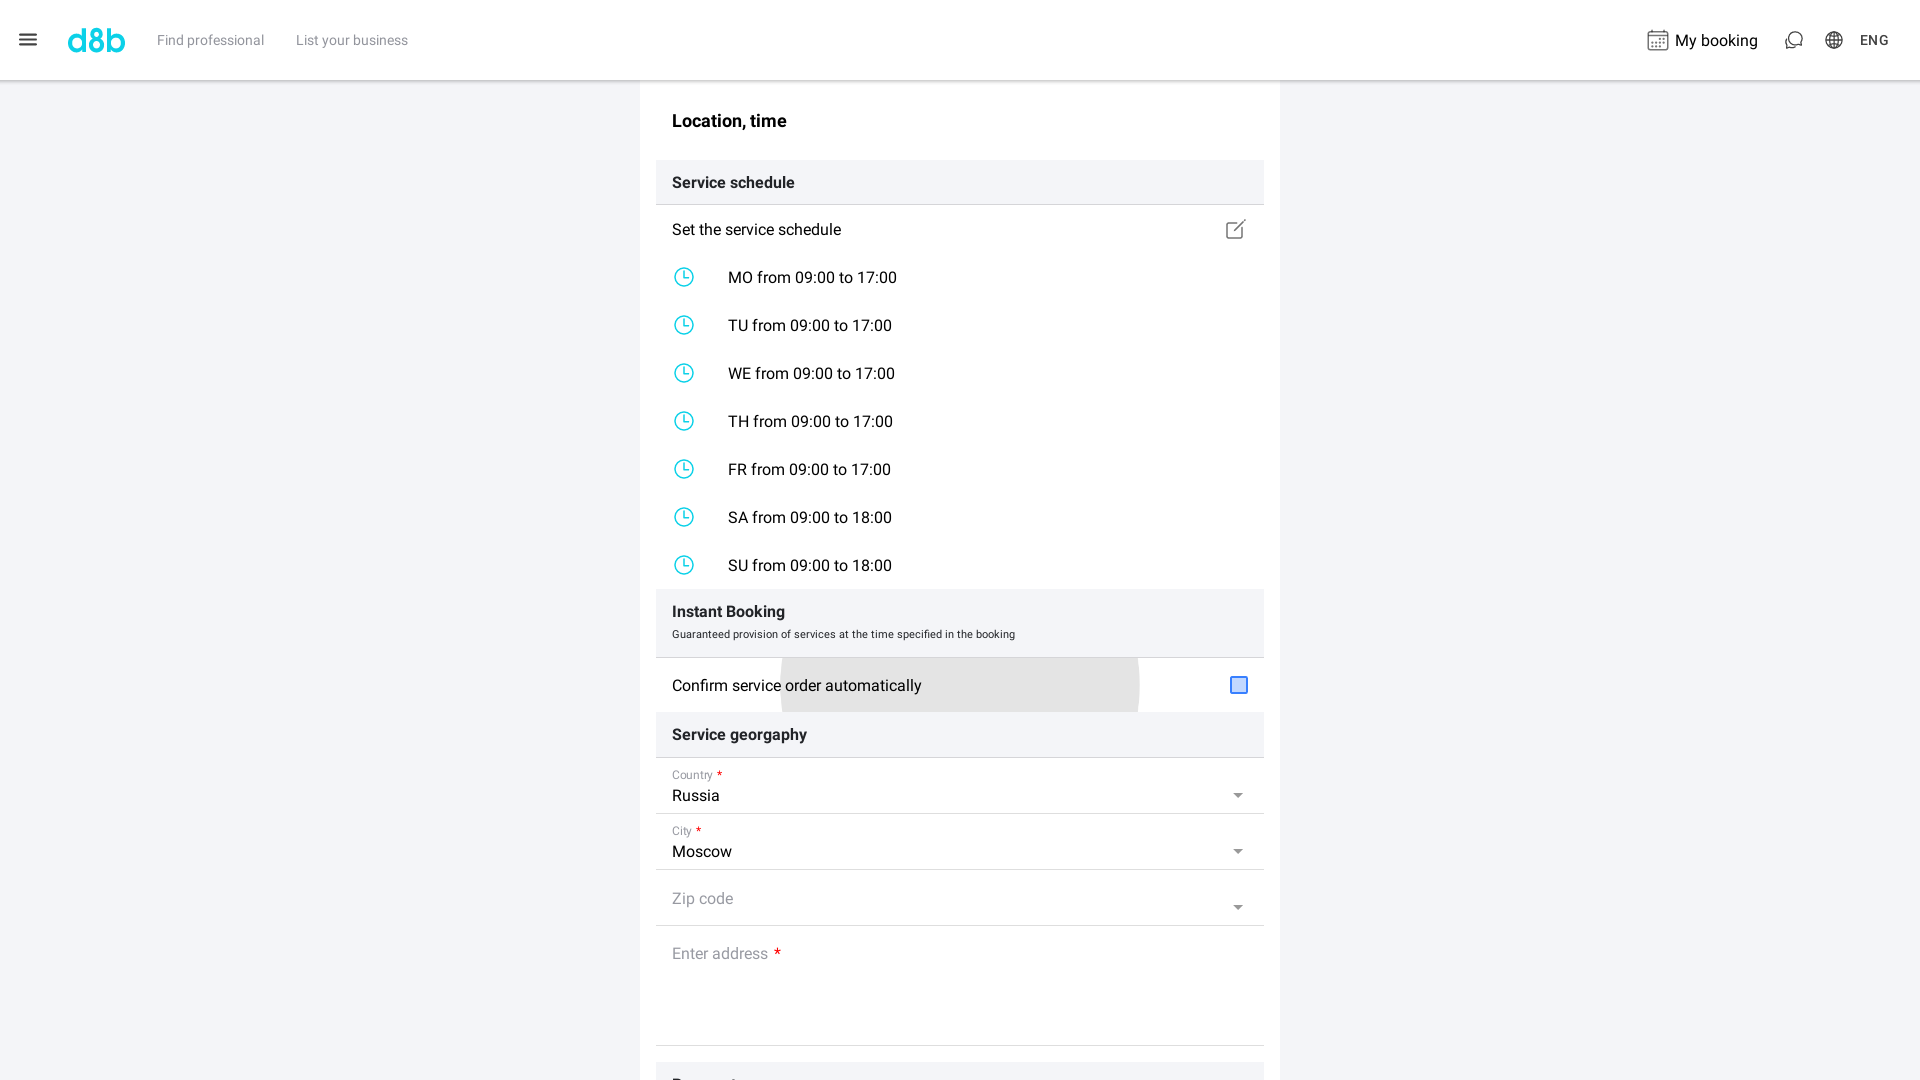 d8b
Find professional
List your business
My booking
ENG
Location, time
Service schedule
Set the service schedule
MO from 09:00 to 17:00
TU from 09:00 to 17:00
WE from 09:00 to 17:00
TH from 09:00 to 17:00
FR from 09:00 to 17:00
SA from 09:00 to 18:00
SU from 09:00 to 18:00
Instant Booking
Guaranteed provision of services at the time specified in the booking
Confirm service order automatically
Service georgaphy
Country *
Russia
City *
Moscow
Zip code
Enter address *